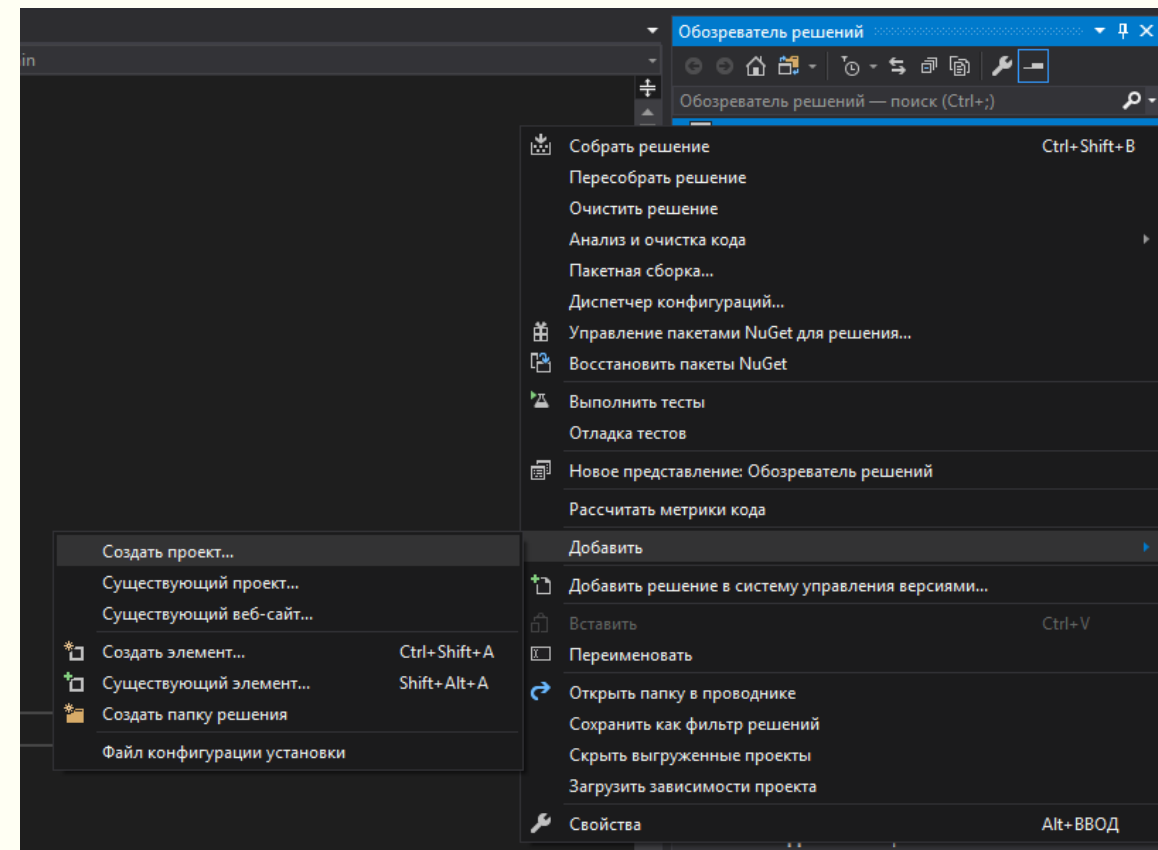 Обозреватель решений
in
Обозреватель решений — поиск (Ctrl+;)
Собрать решение Ctrl+Shift+B
Пересобрать решение
Очистить решение
Анализ и очистка кода
Пакетная сборка...
Диспетчер конфигураций...
Управление пакетами NuGet для решения...
Восстановить пакеты NuGet
Выполнить тесты
Отладка тестов
Новое представление: Обозреватель решений
Рассчитать метрики кода
Добавить
Добавить решение в систему управления версиями...
Вставить Ctrl+V
Переименовать
Открыть папку в проводнике
Сохранить как фильтр решений
Скрыть выгруженные проекты
Загрузить зависимости проекта
Свойства Alt+ВВОД
Создать проект...
Существующий проект...
Существующий веб-сайт...
Создать элемент... Ctrl+Shift+A
Существующий элемент... Shift+Alt+A
Создать папку решения
Файл конфигурации установки